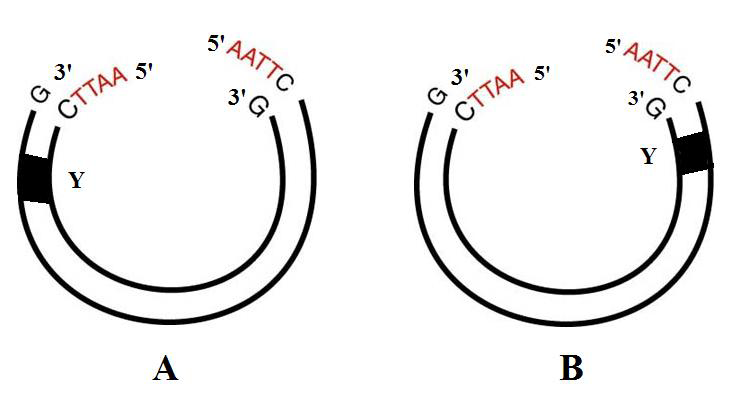 G 3' CTTAA 5'
5' AATTC
3' G
Y
A
G 3' CTTAA 5'
5' AATTC
3' G
Y
B